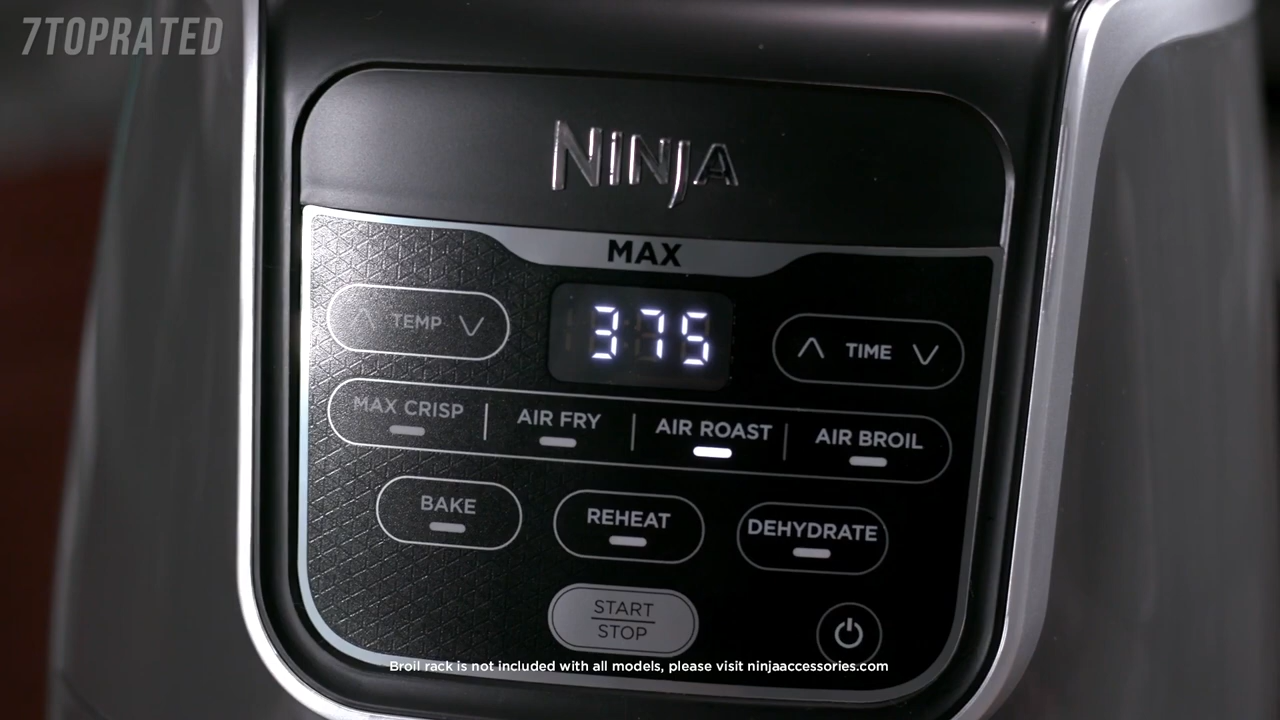 7TOPRATED
NINJA
MAX
TEMP
375
TIME
MAX CRISP
AIR FRY
AIR ROAST
AIR BROIL
BAKE
REHEAT
DEHYDRATE
START
STOP
Broil rack is not included with all models, please visit ninjaaccessories.com